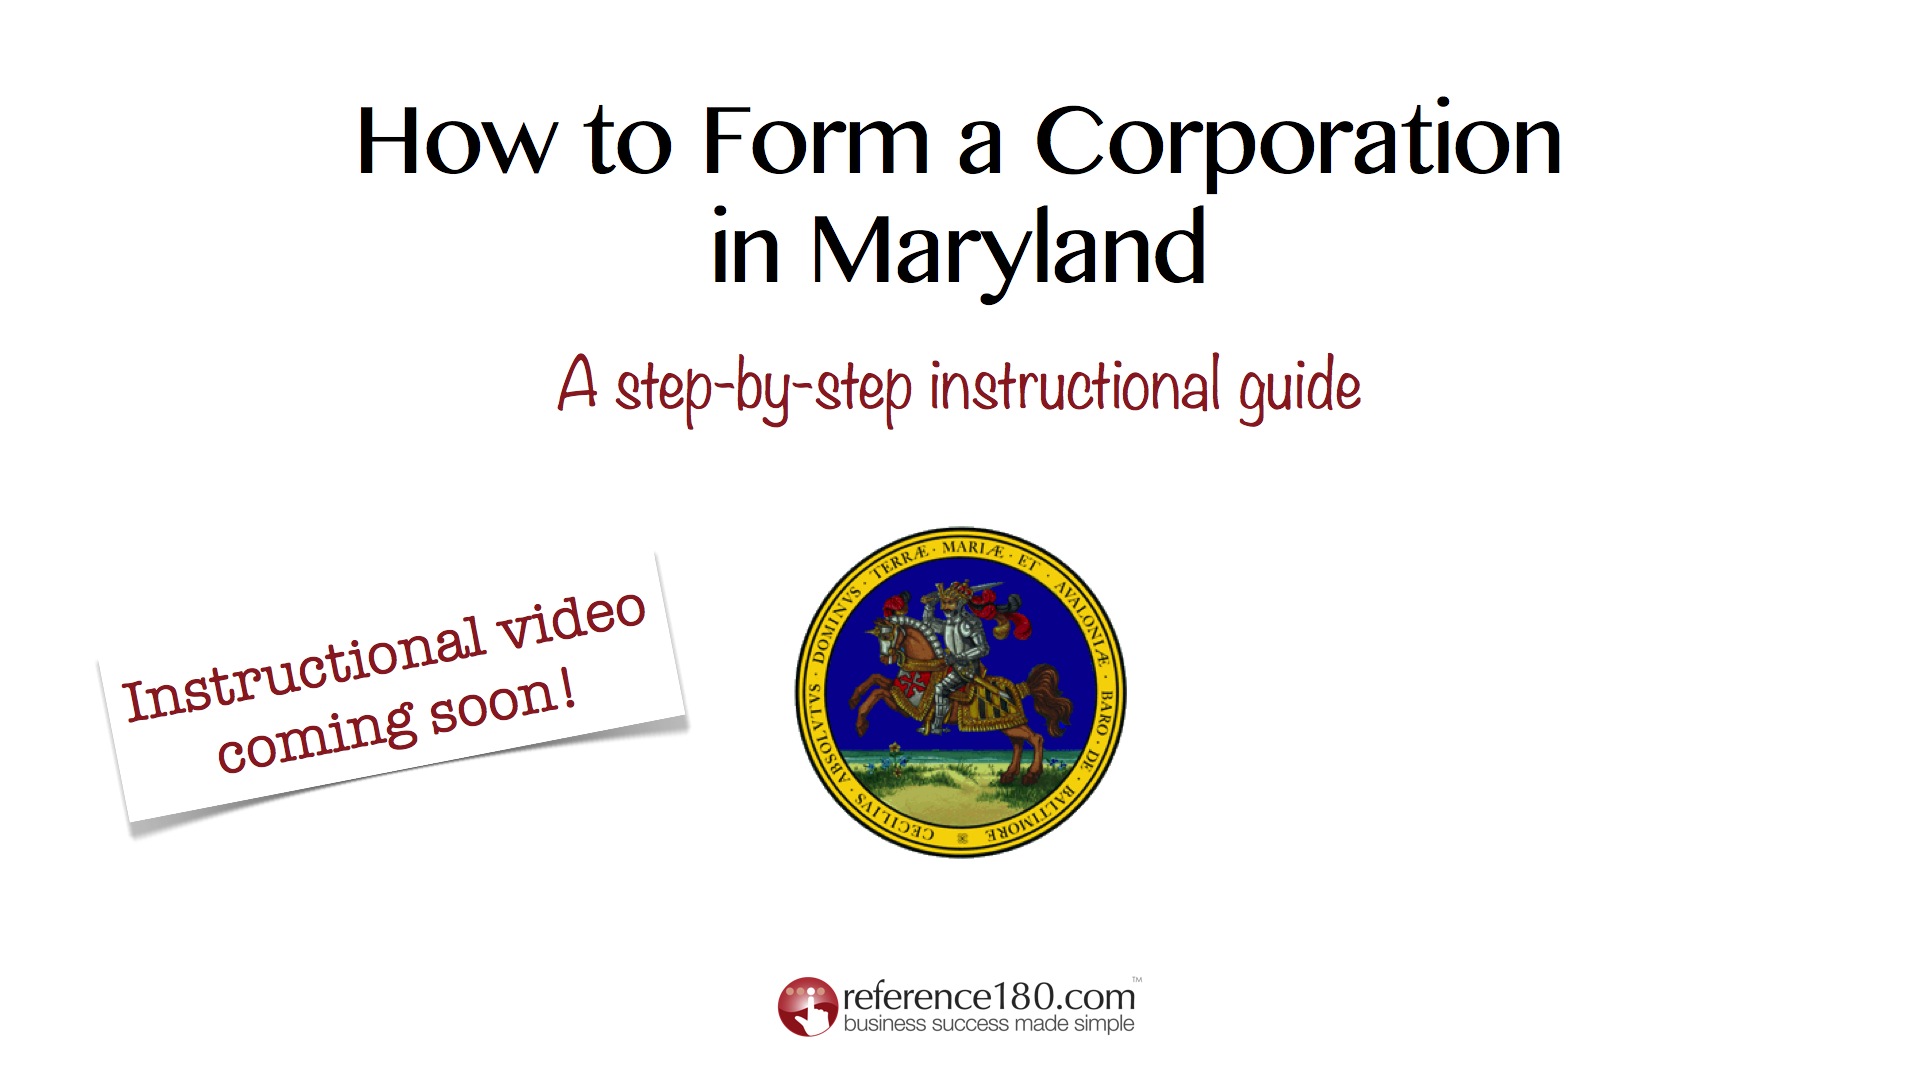 How to Form a Corporation
in Maryland
A step-by-step instructional guide
Instructional video
coming soon!
CECILIVS · ABSOLVTVS · DOMINVS · TERRÆ · MARIÆ · ET · AVALONIÆ · BARO · DE · BALTIMORE
reference180.com™
business success made simple